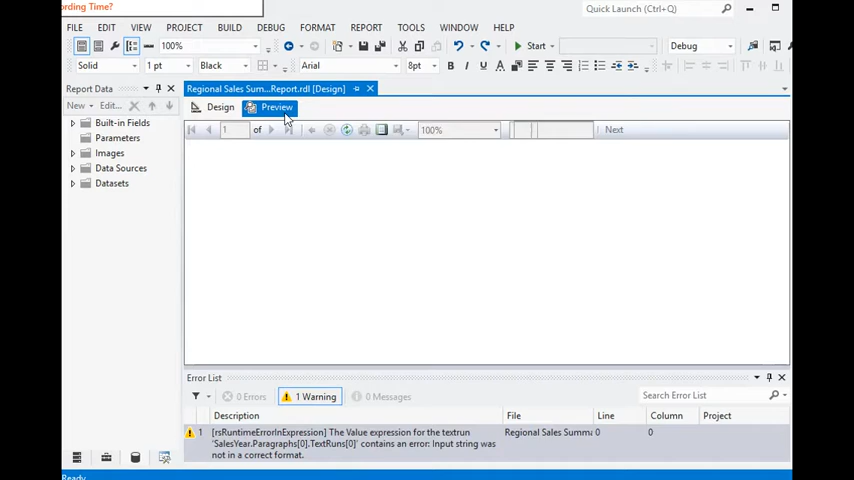 ording Time?
Quick Launch (Ctrl+Q)
FILE EDIT VIEW PROJECT BUILD DEBUG FORMAT REPORT TOOLS WINDOW HELP
100% Start Debug
Solid 1 pt Black Arial 8pt B I U A
Report Data Regional Sales Sum...Report.rdl [Design]
New Edit... Design Preview
Built-in Fields 1 of 100% Next
Parameters
Images
Data Sources
Datasets
Error List
0 Errors 1 Warning 0 Messages Search Error List
Description File Line Column Project
1 [rsRuntimeErrorInExpression] The Value expression for the textrun Regional Sales Summa 0 0
'SalesYear.Paragraphs[0].TextRuns[0]' contains an error: Input string was
not in a correct format.
Ready